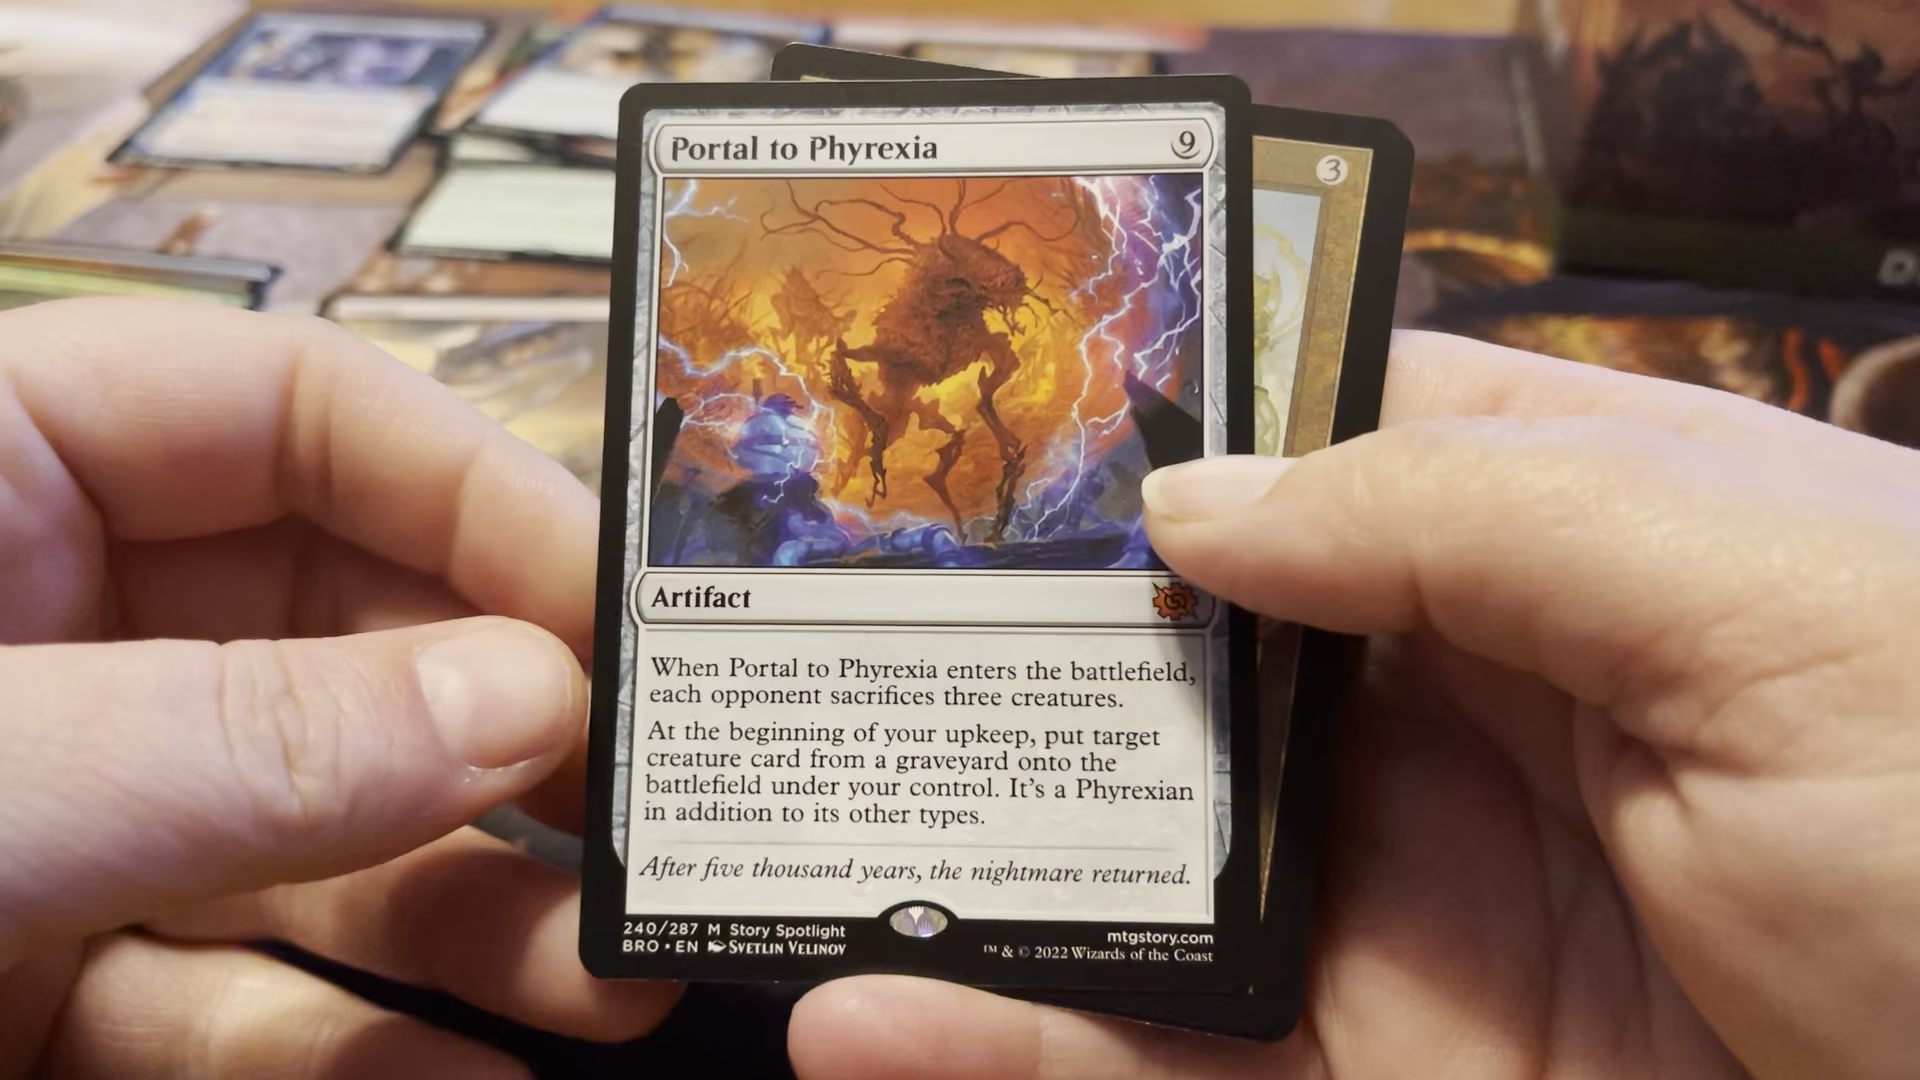 Portal to Phyrexia 9
3
Artifact
When Portal to Phyrexia enters the battlefield,
each opponent sacrifices three creatures.
At the beginning of your upkeep, put target
creature card from a graveyard onto the
battlefield under your control. It's a Phyrexian
in addition to its other types.
After five thousand years, the nightmare returned.
240/287 M Story Spotlight
BRO • EN SVETLIN VELINOV
mtgstory.com
™ & © 2022 Wizards of the Coast